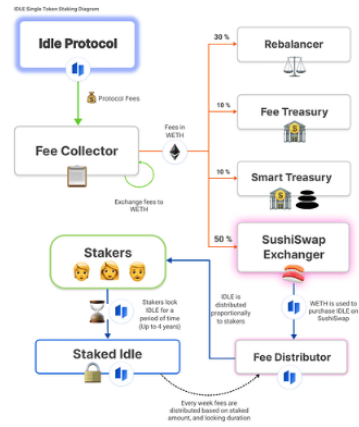 IDLE Single Token Staking Diagram
Idle Protocol
Protocol Fees
Fee Collector
Exchange fees to
WETH
Fees in
WETH
30 %
Rebalancer
10 %
Fee Treasury
10 %
Smart Treasury
50 %
SushiSwap
Exchanger
Stakers
Stakers lock
IDLE for a
period of time
(Up to 4 years)
IDLE is
distributed
proportionally
to stakers
WETH is used to
purchase IDLE on
SushiSwap
Staked Idle
Fee Distributor
Every week fees are
distributed based on staked
amount, and locking duration